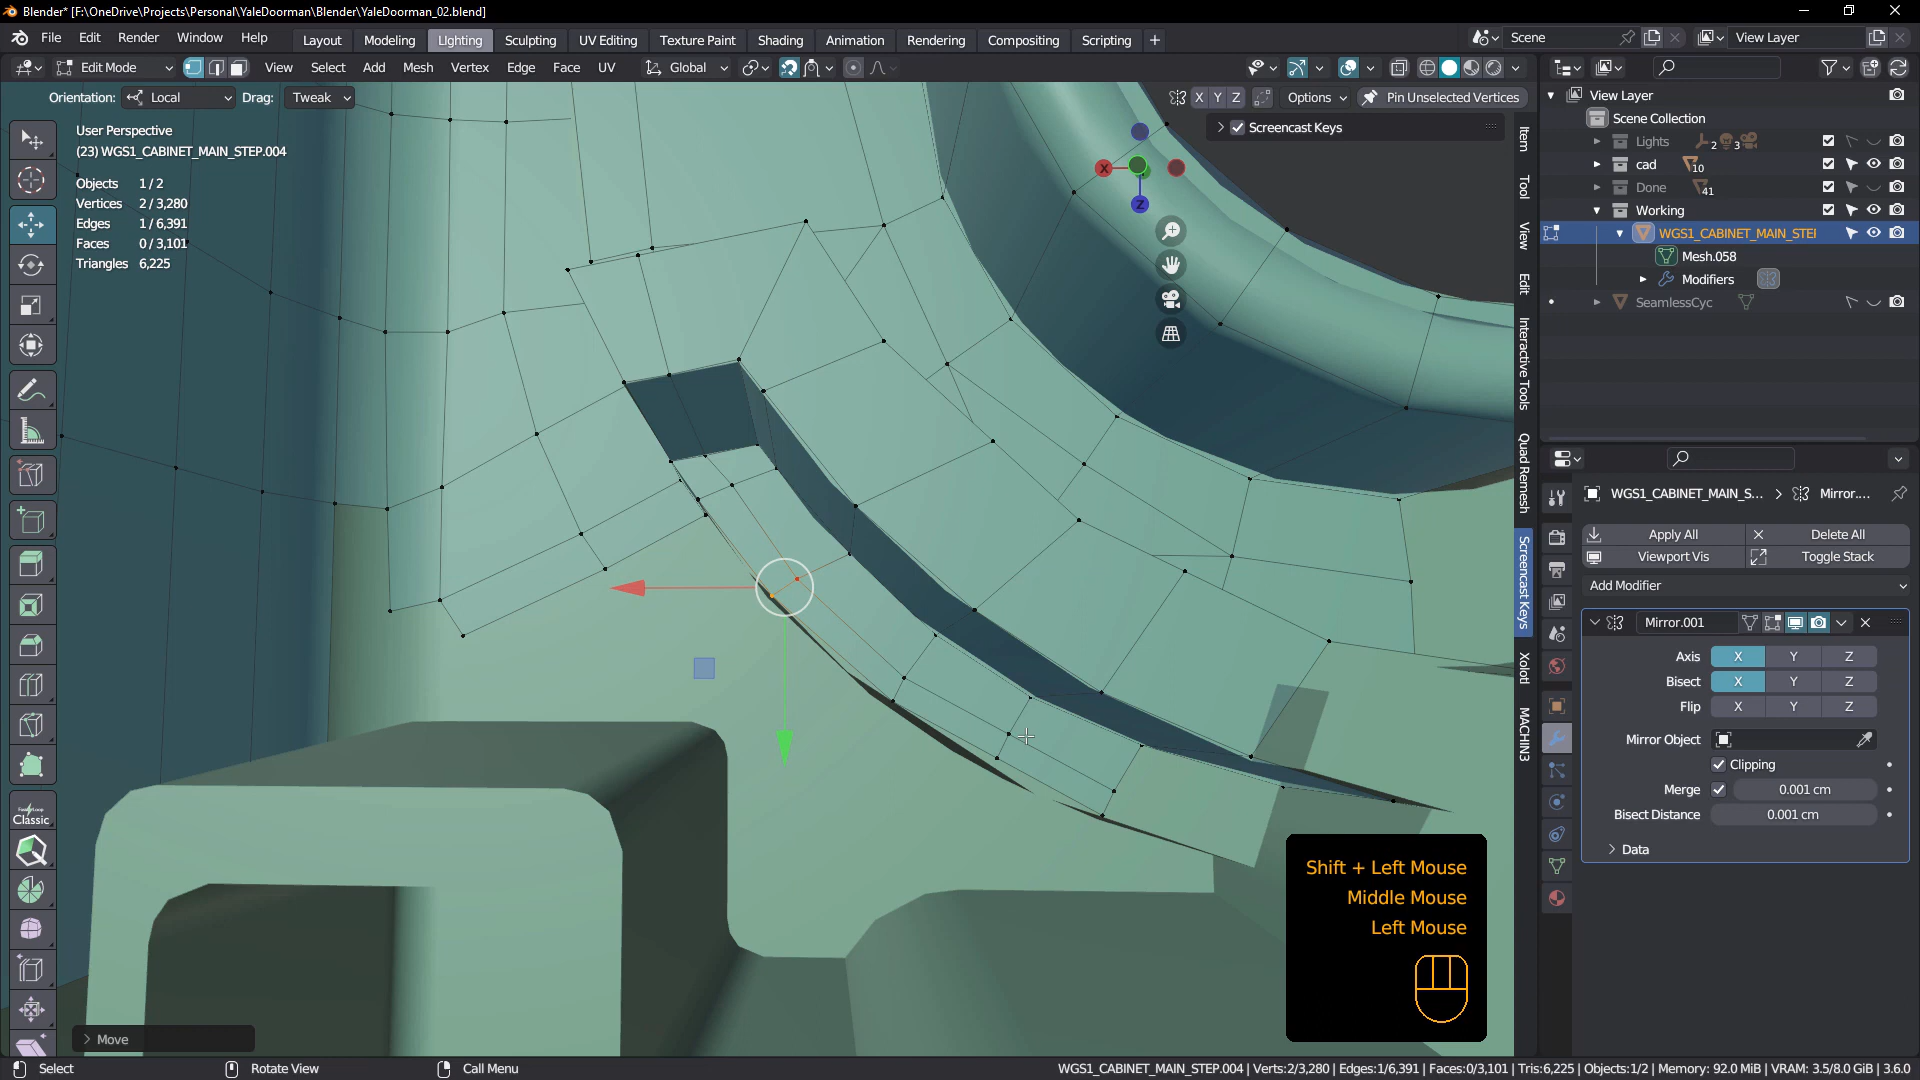 Blender* [F:\OneDrive\Projects\Personal\YaleDoorman\Blender\YaleDoorman_02.blend]
File Edit Render Window Help Layout Modeling Lighting Sculpting UV Editing Texture Paint Shading Animation Rendering Compositing Scripting + Scene View Layer
Edit Mode View Select Add Mesh Vertex Edge Face UV Global
Orientation: Local Drag: Tweak X Y Z Options Pin Unselected Vertices
User Perspective
(23) WGS1_CABINET_MAIN_STEP.004
Objects 1 / 2
Vertices 2 / 3,280
Edges 1 / 6,391
Faces 0 / 3,101
Triangles 6,225
Screencast Keys
X
Z
Item
Tool
View
Edit
Interactive Tools
Quad Remesh
Screencast Keys
Xolotl
MACHIN3
Classic
Shift + Left Mouse
Middle Mouse
Left Mouse
Move
View Layer
Scene Collection
Lights 2 3
cad 10
Done 41
Working
WGS1_CABINET_MAIN_STEI
Mesh.058
Modifiers
SeamlessCyc
WGS1_CABINET_MAIN_S... Mirror....
Apply All Delete All
Viewport Vis Toggle Stack
Add Modifier
Mirror.001
Axis X Y Z
Bisect X Y Z
Flip X Y Z
Mirror Object
Clipping
Merge 0.001 cm
Bisect Distance 0.001 cm
Data
Select Rotate View Call Menu WGS1_CABINET_MAIN_STEP.004 | Verts:2/3,280 | Edges:1/6,391 | Faces:0/3,101 | Tris:6,225 | Objects:1/2 | Memory: 92.0 MiB | VRAM: 3.5/8.0 GiB | 3.6.0